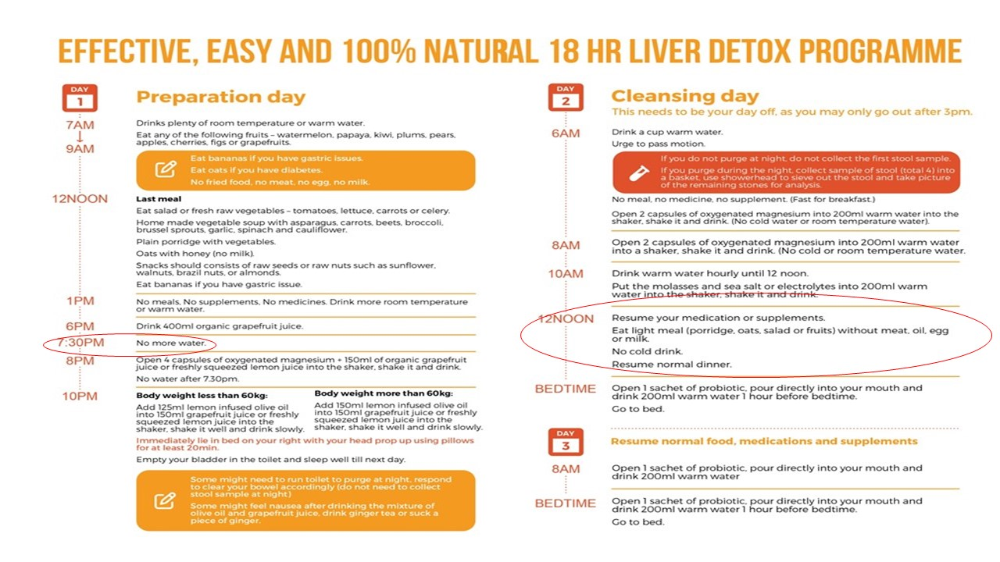 EFFECTIVE, EASY AND 100% NATURAL 18 HR LIVER DETOX PROGRAMME
DAY
1
Preparation day
7AM
Drinks plenty of room temperature or warm water.
Eat any of the following fruits – watermelon, papaya, kiwi, plums, pears,
apples, cherries, figs or grapefruits.
9AM
Eat bananas if you have gastric issues.
Eat oats if you have diabetes.
No fried food, no meat, no egg, no milk.
12NOON
Last meal
Eat salad or fresh raw vegetables – tomatoes, lettuce, carrots or celery.
Home made vegetable soup with asparagus, carrots, beets, broccoli,
brussel sprouts, garlic, spinach and cauliflower.
Plain porridge with vegetables.
Oats with honey (no milk).
Snacks should consists of raw seeds or raw nuts such as sunflower,
walnuts, brazil nuts, or almonds.
Eat bananas if you have gastric issue.
1PM
No meals, No supplements, No medicines. Drink more room temperature
or warm water.
6PM
Drink 400ml organic grapefruit juice.
7:30PM
No more water.
8PM
Open 4 capsules of oxygenated magnesium + 150ml of organic grapefruit
juice or freshly squeezed lemon juice into the shaker, shake it and drink.
No water after 7.30pm.
10PM
Body weight less than 60kg:
Add 125ml lemon infused olive oil
into 150ml grapefruit juice or freshly
squeezed lemon juice into the
shaker, shake it well and drink slowly.
Body weight more than 60kg:
Add 150ml lemon infused olive oil
into 150ml grapefruit juice or freshly
squeezed lemon juice into the
shaker, shake it well and drink slowly.
Immediately lie in bed on your right with your head prop up using pillows
for at least 20min.
Empty your bladder in the toilet and sleep well till next day.
Some might need to run toilet to purge at night, respond
to clear your bowel accordingly (do not need to collect
stool sample at night)
Some might feel nausea after drinking the mixture of
olive oil and grapefruit juice, drink ginger tea or suck a
piece of ginger.
DAY
2
Cleansing day
This needs to be your day off, as you may only go out after 3pm.
6AM
Drink a cup warm water.
Urge to pass motion.
If you do not purge at night, do not collect the first stool sample.
If you purge during the night, collect sample of stool (total 4) into
a basket, use showerhead to sieve out the stool and take picture
of the remaining stones for analysis.
No meal, no medicine, no supplement. (Fast for breakfast.)
Open 2 capsules of oxygenated magnesium into 200ml warm water into the
shaker, shake it and drink. (No cold water or room temperature water).
8AM
Open 2 capsules of oxygenated magnesium into 200ml warm water
into a shaker, shake it and drink. (No cold or room temperature water.
10AM
Drink warm water hourly until 12 noon.
Put the molasses and sea salt or electrolytes into 200ml warm
water into the shaker, shake it and drink.
12NOON
Resume your medication or supplements.
Eat light meal (porridge, oats, salad or fruits) without meat, oil, egg
or milk.
No cold drink.
Resume normal dinner.
BEDTIME
Open 1 sachet of probiotic, pour directly into your mouth and
drink 200ml warm water 1 hour before bedtime.
Go to bed.
DAY
3
Resume normal food, medications and supplements
8AM
Open 1 sachet of probiotic, pour directly into your mouth and
drink 200ml warm water
BEDTIME
Open 1 sachet of probiotic, pour directly into your mouth and
drink 200ml warm water 1 hour before bedtime.
Go to bed.